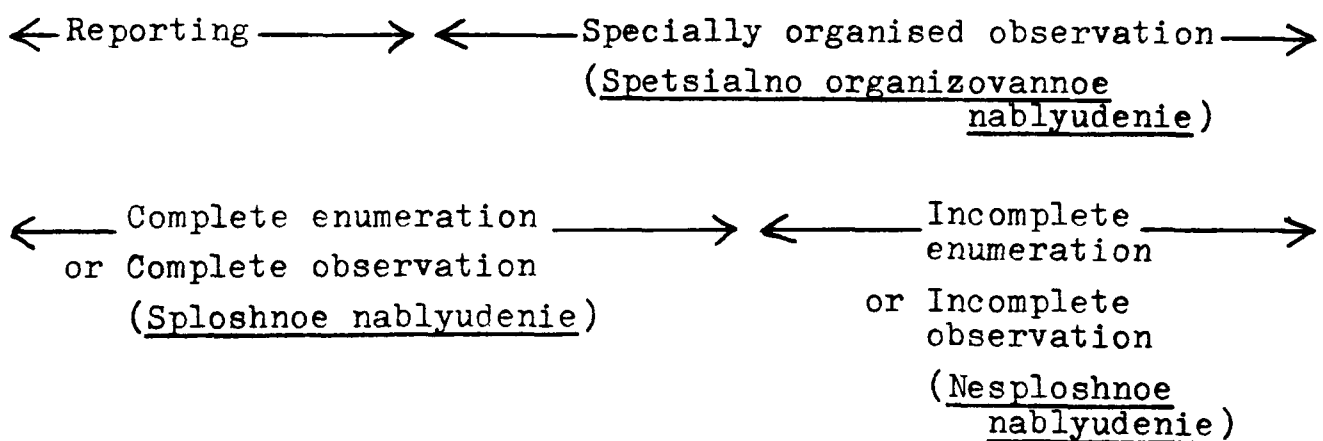 Reporting Specially organised observation
(Spetsialno organizovannoe
nablyudenie)
Complete enumeration
or Complete observation
(Sploshnoe nablyudenie)
Incomplete
enumeration
or Incomplete
observation
(Nesploshnoe
nablyudenie)